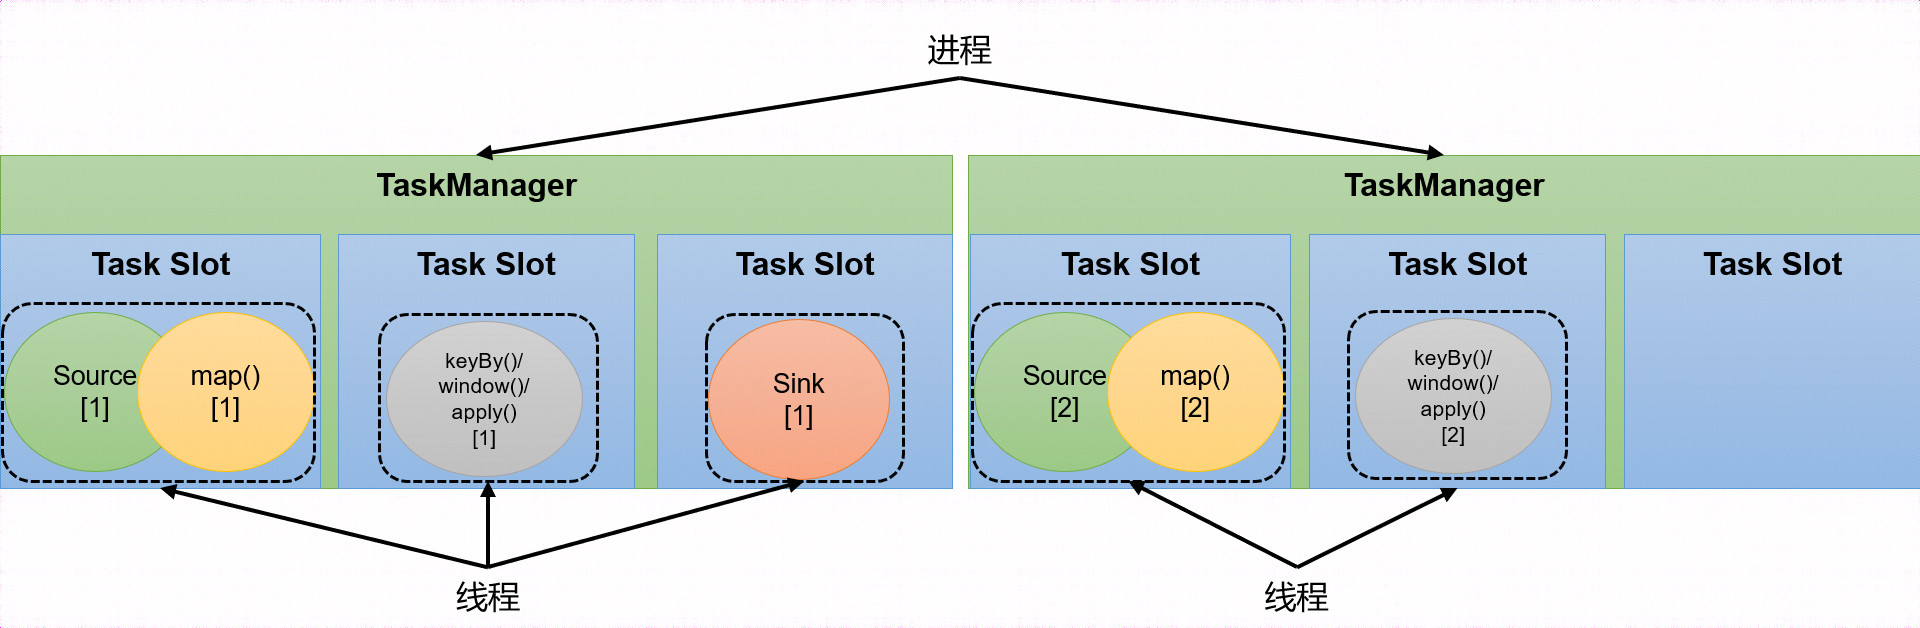 进程
TaskManager
Task Slot
Source
[1]
map()
[1]
Task Slot
keyBy()/
window()/
apply()
[1]
Task Slot
Sink
[1]
线程
TaskManager
Task Slot
Source
[2]
map()
[2]
Task Slot
keyBy()/
window()/
apply()
[2]
Task Slot
线程